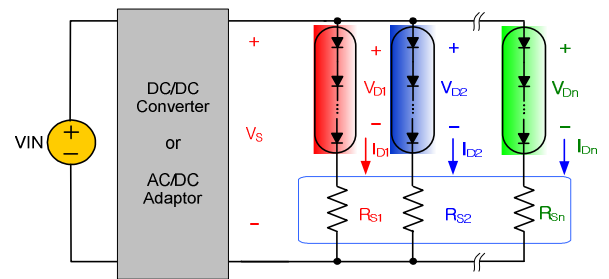 VIN
DC/DC
Converter
or
AC/DC
Adaptor
+
VS
−
+
VD1
−
ID1
+
VD2
−
ID2
+
VDn
−
IDn
RS1
RS2
RSn